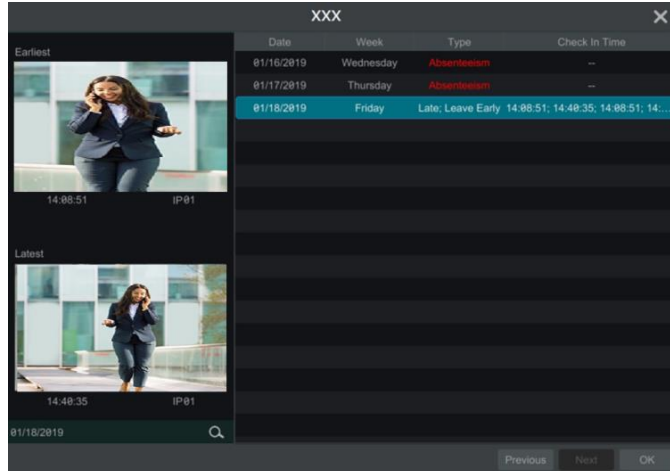 XXX
Earliest
14:08:51 IP01
Latest
14:40:35 IP01
01/18/2019
Date Week Type Check In Time
01/16/2019 Wednesday Absenteeism --
01/17/2019 Thursday Absenteeism --
01/18/2019 Friday Late; Leave Early 14:08:51; 14:40:35; 14:08:51; 14:...
Previous Next OK